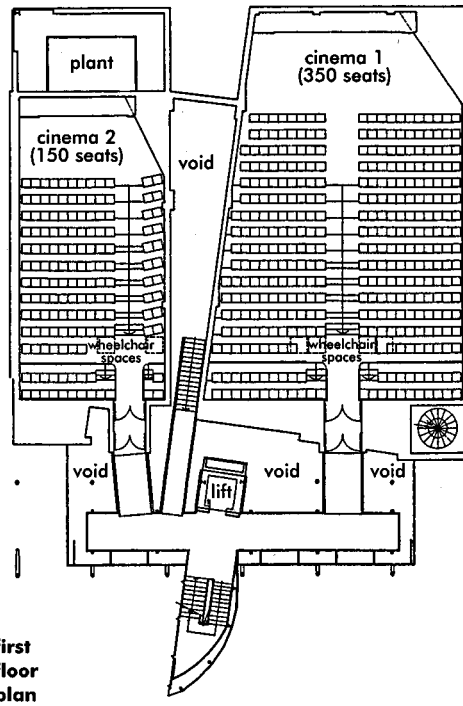 plant
cinema 1
(350 seats)
cinema 2
(150 seats)
void
wheelchair
spaces
wheelchair
spaces
void
lift
void
void
first
floor
plan